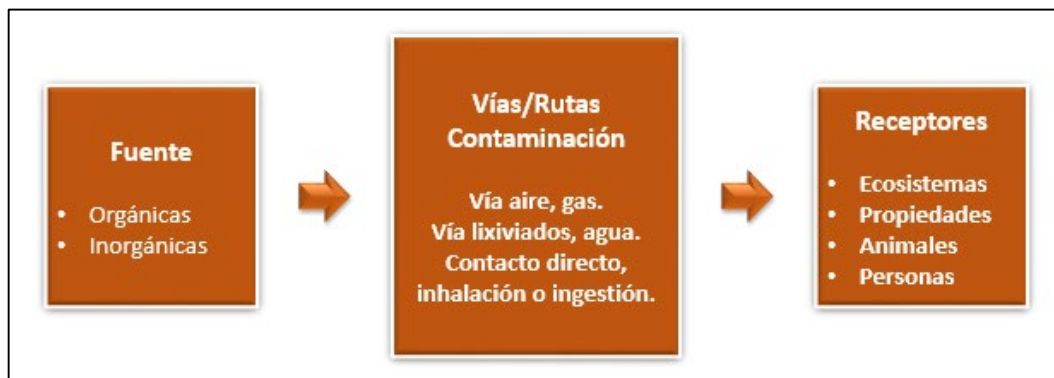 Fuente
• Orgánicas
• Inorgánicas
Vías/Rutas
Contaminación
Vía aire, gas.
Vía lixiviados, agua.
Contacto directo,
inhalación o ingestión.
Receptores
• Ecosistemas
• Propiedades
• Animales
• Personas